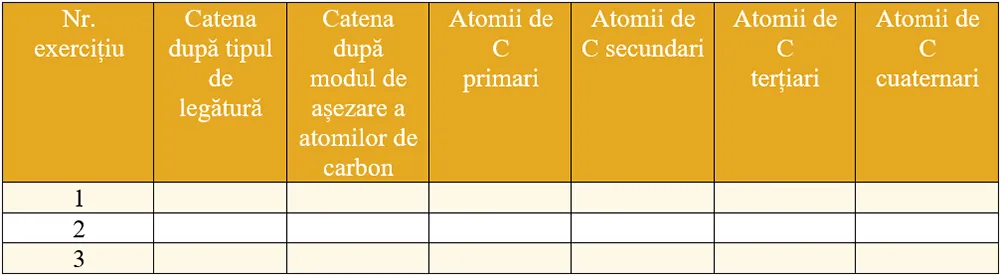 Nr.
exercițiu
Catena
după tipul
de
legătură
Catena
după
modul de
așezare a
atomilor de
carbon
Atomii de
C
primari
Atomii de
C secundari
Atomii de
C
terțiari
Atomii de
C
cuaternari
1
2
3